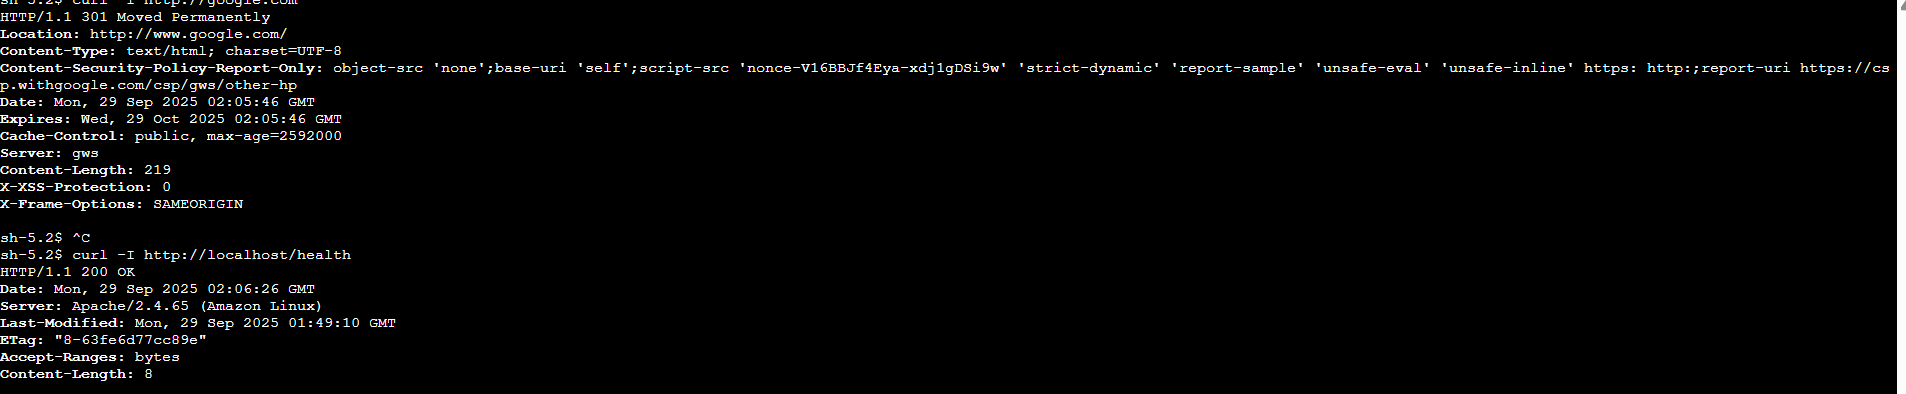 sh-5.2$ curl -I http://google.com
HTTP/1.1 301 Moved Permanently
Location: http://www.google.com/
Content-Type: text/html; charset=UTF-8
Content-Security-Policy-Report-Only: object-src 'none';base-uri 'self';script-src 'nonce-V16BBJf4Eya-xdj1gDSi9w' 'strict-dynamic' 'report-sample' 'unsafe-eval' 'unsafe-inline' https: http:;report-uri https://cs
p.withgoogle.com/csp/gws/other-hp
Date: Mon, 29 Sep 2025 02:05:46 GMT
Expires: Wed, 29 Oct 2025 02:05:46 GMT
Cache-Control: public, max-age=2592000
Server: gws
Content-Length: 219
X-XSS-Protection: 0
X-Frame-Options: SAMEORIGIN
sh-5.2$ ^C
sh-5.2$ curl -I http://localhost/health
HTTP/1.1 200 OK
Date: Mon, 29 Sep 2025 02:06:26 GMT
Server: Apache/2.4.65 (Amazon Linux)
Last-Modified: Mon, 29 Sep 2025 01:49:10 GMT
ETag: "8-63fe6d77cc89e"
Accept-Ranges: bytes
Content-Length: 8